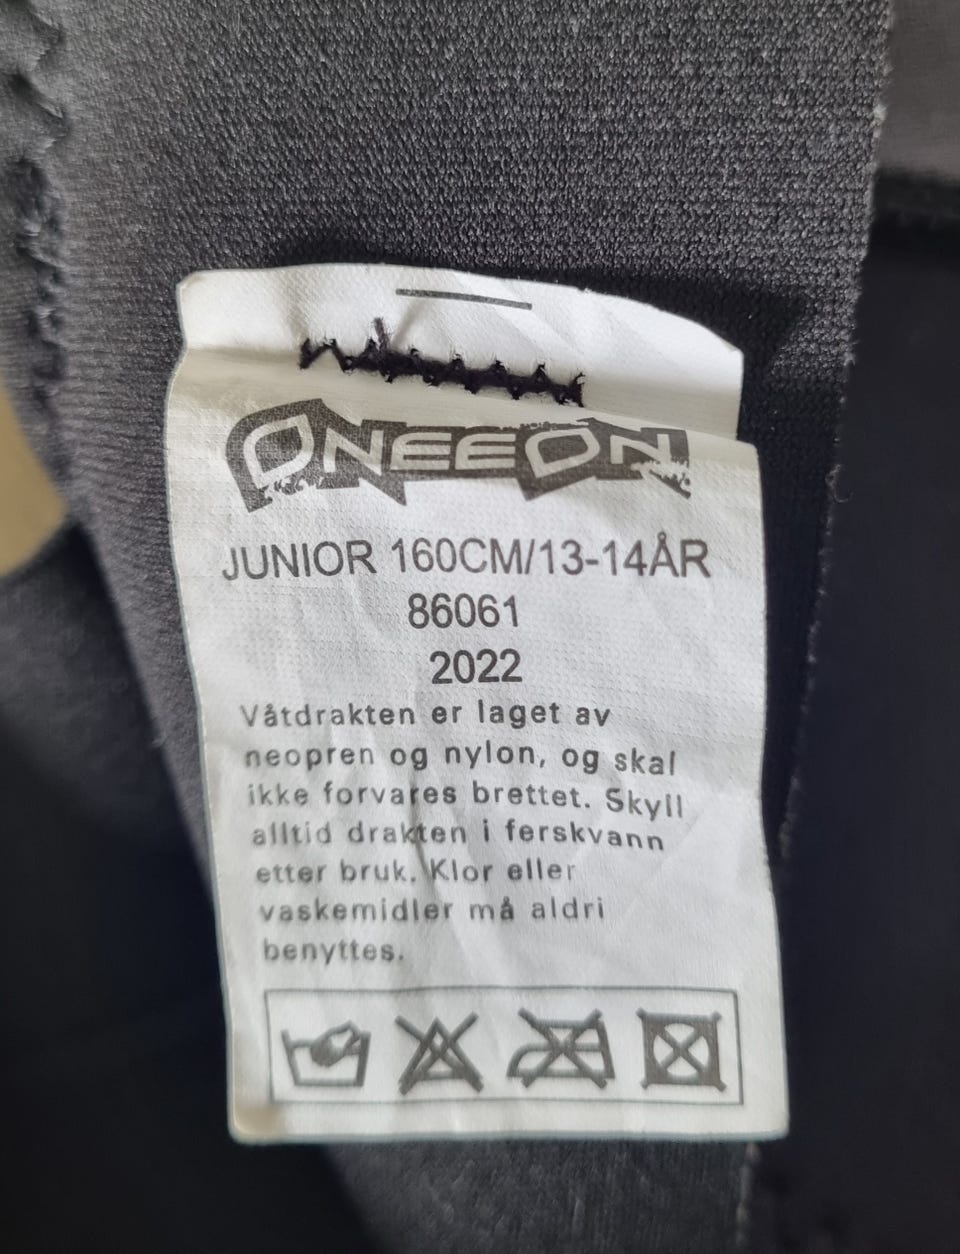 ONEEON
JUNIOR 160CM/13-14ÅR
86061
2022
Våtdrakten er laget av
neopren og nylon, og skal
ikke forvares brettet. Skyll
alltid drakten i ferskvann
etter bruk. Klor eller
vaskemidler må aldri
benyttes.